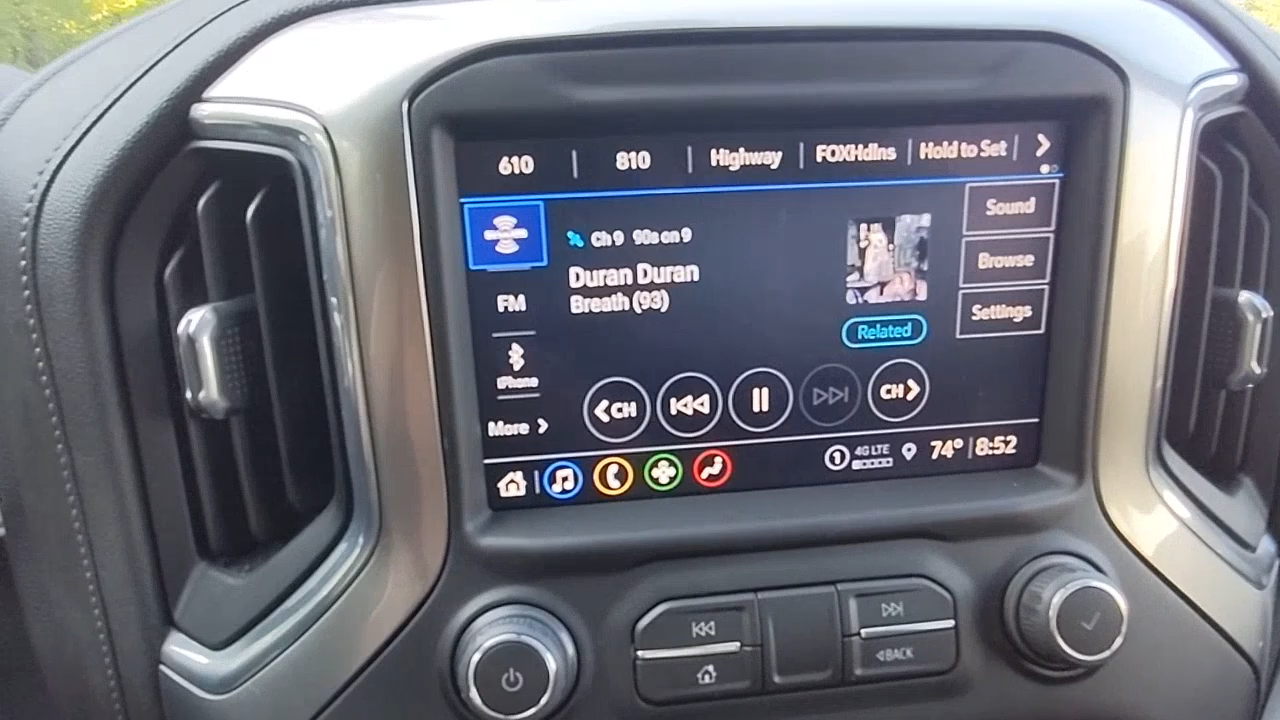 610 810 Highway FOXHdlns Hold to Set
Ch 9 90s on 9
Duran Duran
Breath (93)
Related
Sound
Browse
Settings
FM
iPhone
More
CH
CH
4G LTE
1
74° 8:52
BACK